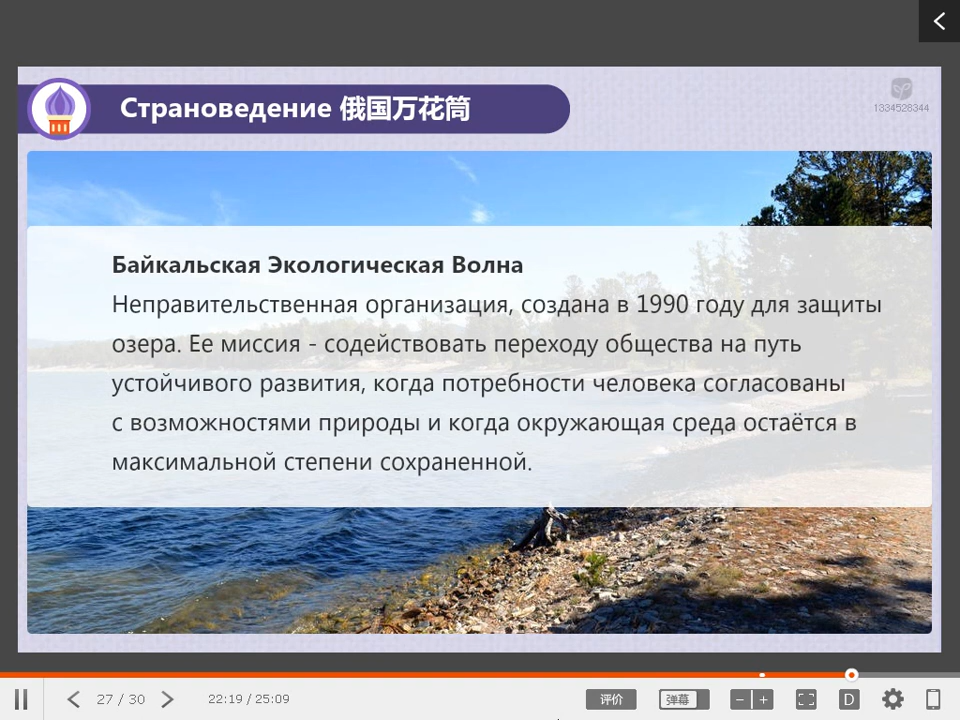 Страноведение 俄国万花筒
1334528344
Байкальская Экологическая Волна
Неправительственная организация, создана в 1990 году для защиты
озера. Ее миссия - содействовать переходу общества на путь
устойчивого развития, когда потребности человека согласованы
с возможностями природы и когда окружающая среда остаётся в
максимальной степени сохраненной.
27 / 30
22:19 / 25:09
评价
弹幕
D